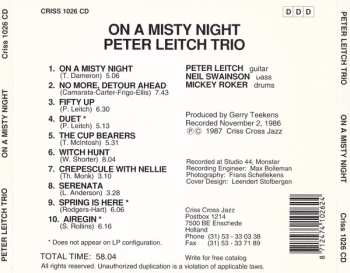 CRISS 1026 CD
DDD
ON A MISTY NIGHT
PETER LEITCH TRIO
1. ON A MISTY NIGHT
(T. Dameron) 5.06
2. NO MORE, DETOUR AHEAD
(Camarata-Carter-Frigo-Ellis) 7.43
3. FIFTY UP
(P. Leitch) 6.30
4. DUET *
(P. Leitch) 5.13
5. THE CUP BEARERS
(T. McIntosh) 5.31
6. WITCH HUNT
(W. Shorter) 5.04
7. CREPESCULE WITH NELLIE
(Th. Monk) 3.10
8. SERENATA
(L. Anderson) 3.28
9. SPRING IS HERE *
(Rodgers-Hart) 5.06
10. AIREGIN *
(S. Rollins) 6.16
* Does not appear on LP configuration.
PETER LEITCH guitar
NEIL SWAINSON bass
MICKEY ROKER drums
Produced by Gerry Teekens
Recorded November 2, 1986
℗ © 1987 Criss Cross Jazz
Recorded at Studio 44, Monster
Recording Engineer: Max Bolleman
Photography: Frans Schellekens
Cover Design: Leendert Stofbergen
Criss Cross Jazz
Postbox 1214
7500 BE Enschede
Holland
Phone (31) 53 - 33 03 38
Fax (31) 53 - 33 71 89
TOTAL TIME: 58.04
Write for free catalog
All rights reserved. Unauthorized duplication is a violation of applicable laws.
8712474102624
PETER LEITCH TRIO ON A MISTY NIGHT Criss 1026 CD
PETER LEITCH TRIO ON A MISTY NIGHT Criss 1026 CD